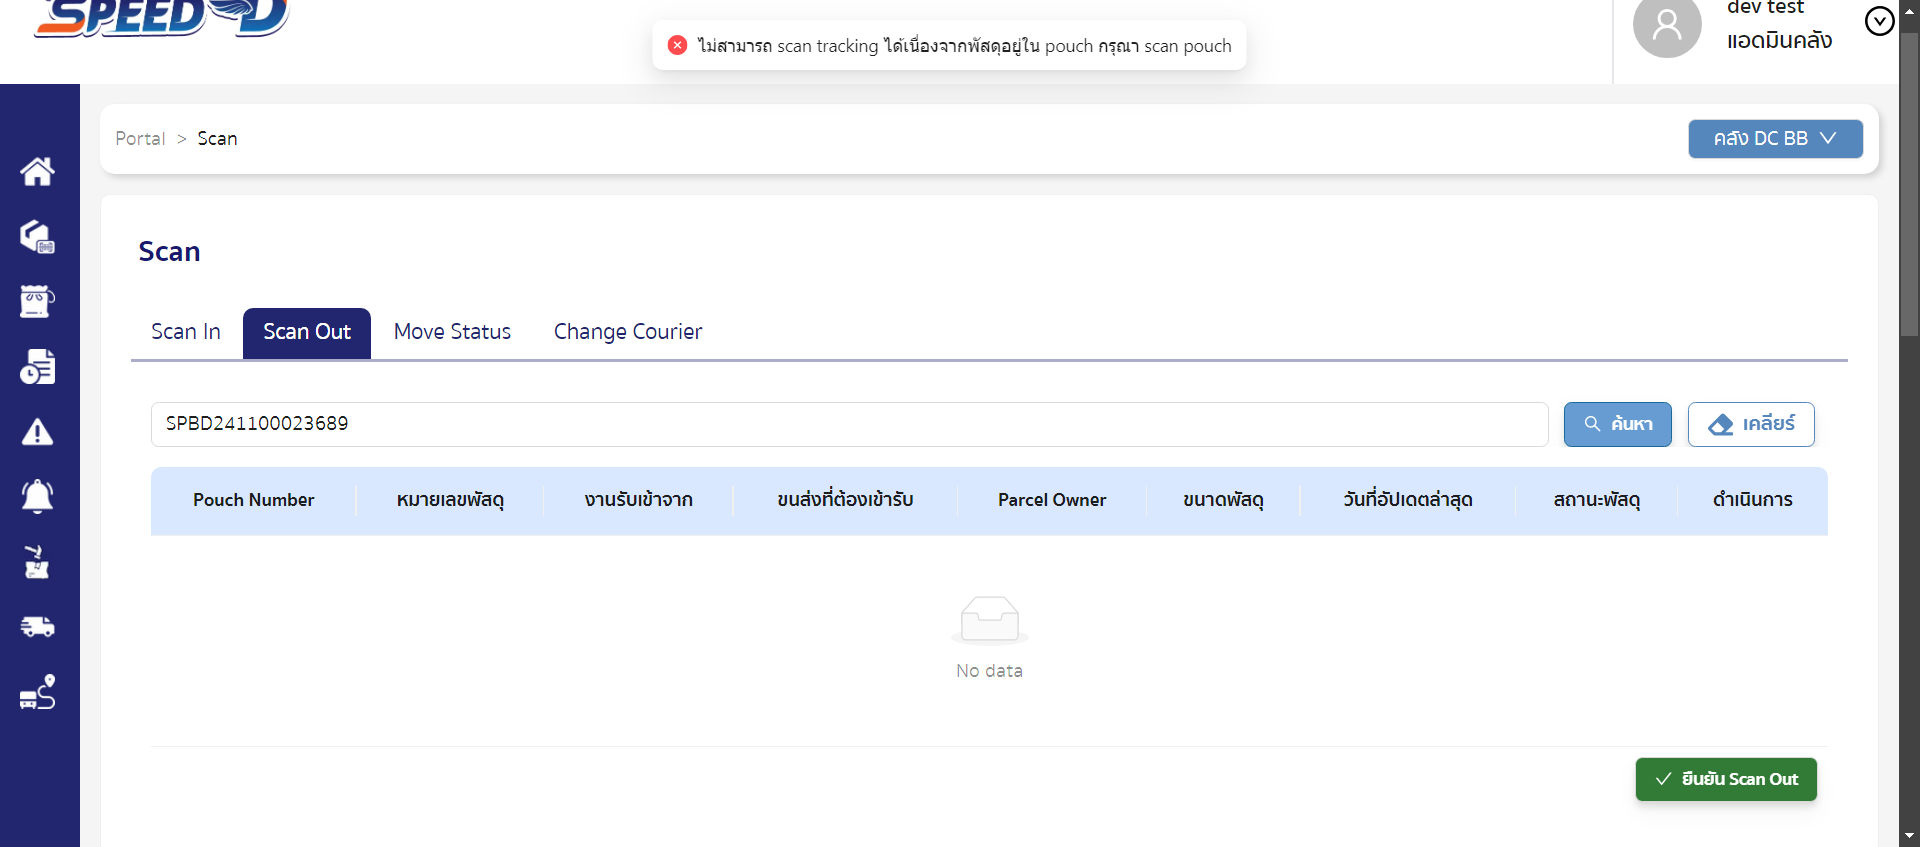 SPEED D
ไม่สามารถ scan tracking ได้เนื่องจากพัสดุอยู่ใน pouch กรุณา scan pouch
dev test
แอดมินคลัง
Portal > Scan
คลัง DC BB
Scan
Scan In Scan Out Move Status Change Courier
SPBD241100023689
ค้นหา
เคลียร์
Pouch Number หมายเลขพัสดุ งานรับเข้าจาก ขนส่งที่ต้องเข้ารับ Parcel Owner ขนาดพัสดุ วันที่อัปเดตล่าสุด สถานะพัสดุ ดำเนินการ
No data
ยืนยัน Scan Out